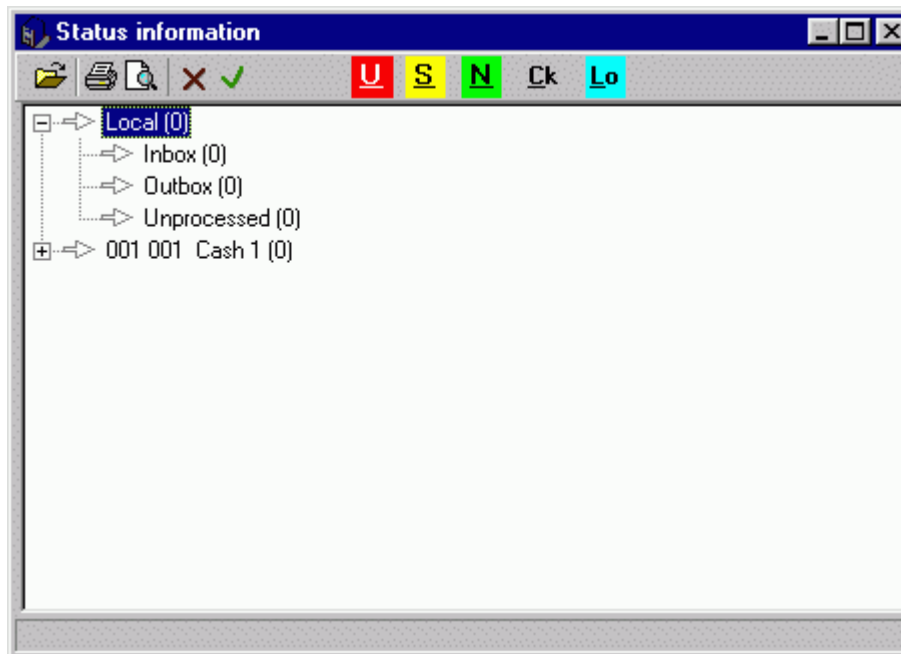 Status information
U S N Ck Lo
Local (0)
Inbox (0)
Outbox (0)
Unprocessed (0)
001 001 Cash 1 (0)